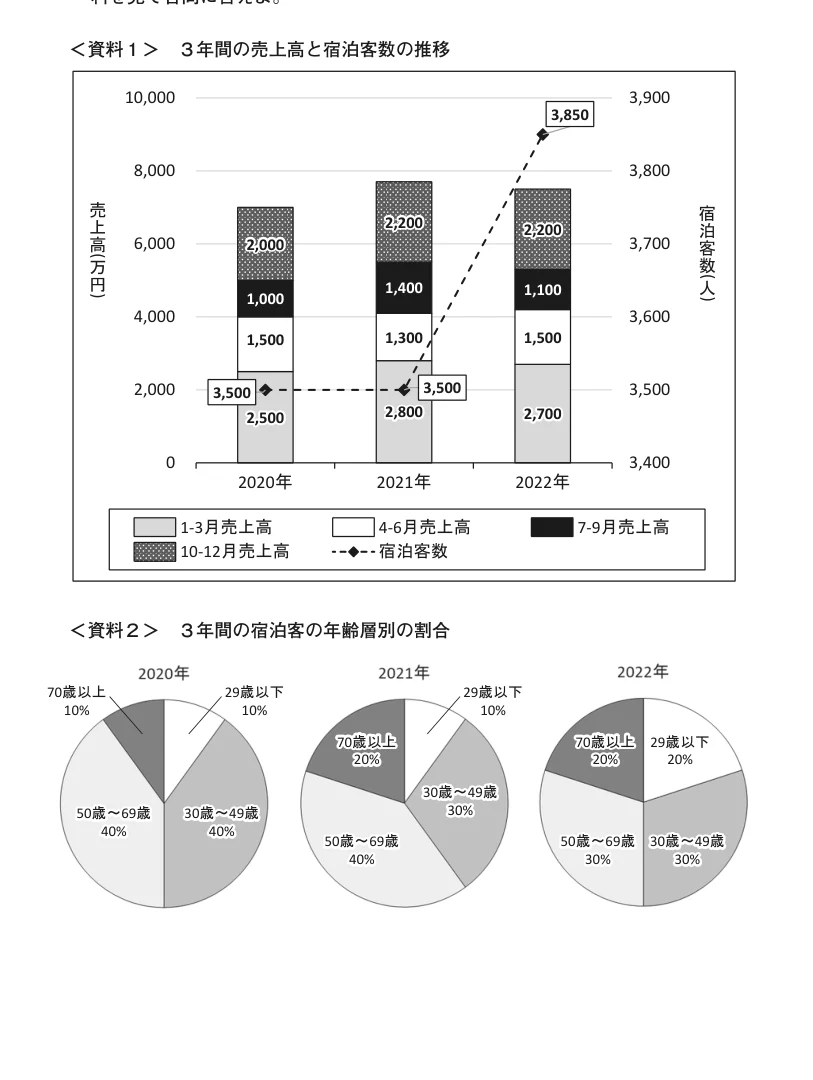 料を見て各問に答えよ。
＜資料１＞　３年間の売上高と宿泊客数の推移
10,000
8,000
6,000
4,000
2,000
0
売上高(万円)
3,900
3,800
3,700
3,600
3,500
3,400
宿泊客数(人)
3,850
2,000
2,200
2,200
1,000
1,400
1,100
1,500
1,300
1,500
3,500
3,500
2,500
2,800
2,700
2020年
2021年
2022年
1-3月売上高
4-6月売上高
7-9月売上高
10-12月売上高
宿泊客数
＜資料２＞　３年間の宿泊客の年齢層別の割合
2020年
70歳以上
10%
29歳以下
10%
50歳～69歳
40%
30歳～49歳
40%
2021年
29歳以下
10%
70歳以上
20%
30歳～49歳
30%
50歳～69歳
40%
2022年
70歳以上
20%
29歳以下
20%
50歳～69歳
30%
30歳～49歳
30%